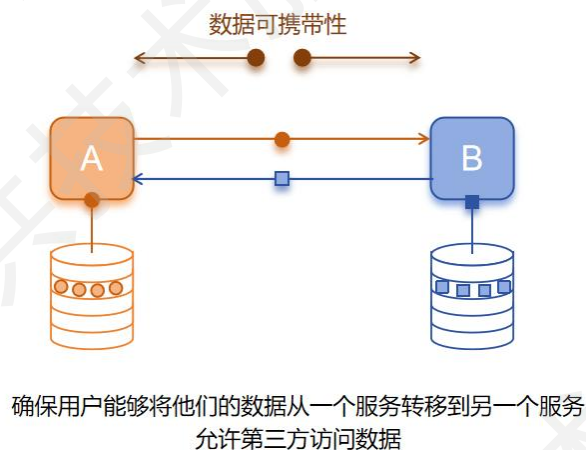 数据可携带性
A
B
确保用户能够将他们的数据从一个服务转移到另一个服务
允许第三方访问数据